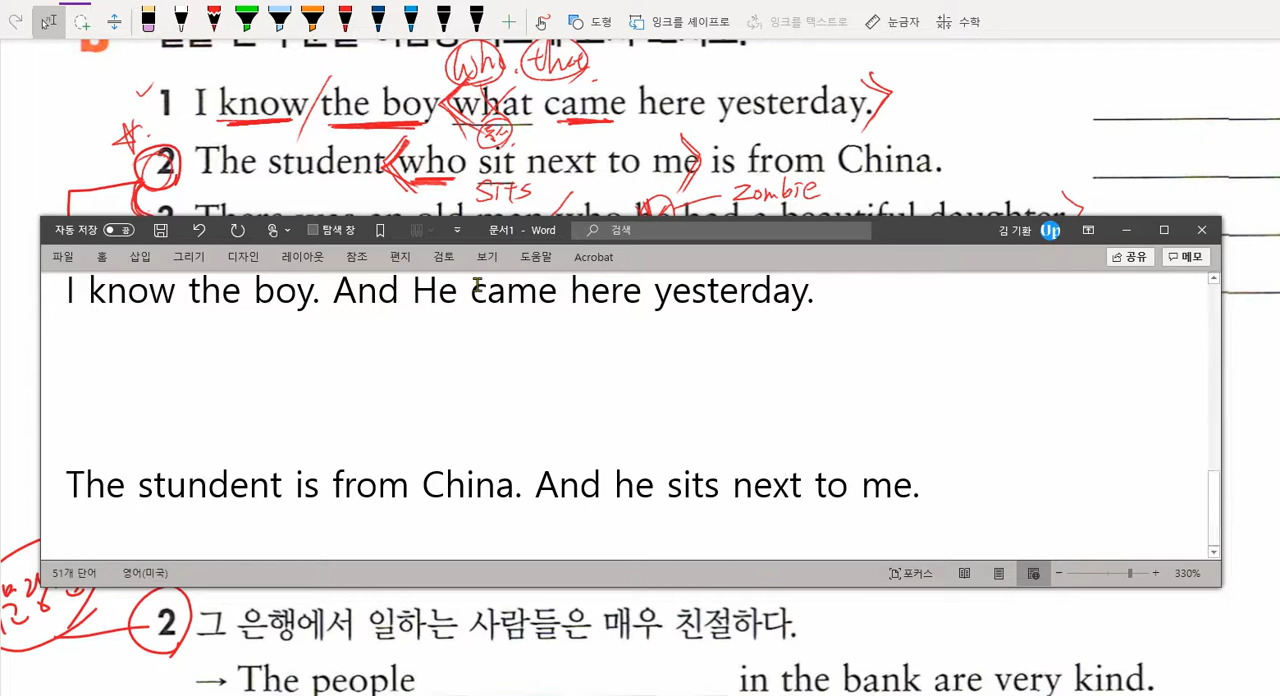 도형 잉크를 셰이프로 잉크를 텍스트로 눈금자 수학
who. that
1 I know the boy what came here yesterday.
2 The student who sit next to me is from China.
sits zombie
자동 저장 끔 탐색 창 문서1 - Word 검색 김 기환
파일 홈 삽입 그리기 디자인 레이아웃 참조 편지 검토 보기 도움말 Acrobat 공유 메모
I know the boy. And He came here yesterday.
The stundent is from China. And he sits next to me.
51개 단어 영어(미국) 포커스 330%
2 그 은행에서 일하는 사람들은 매우 친절하다.
→ The people in the bank are very kind.